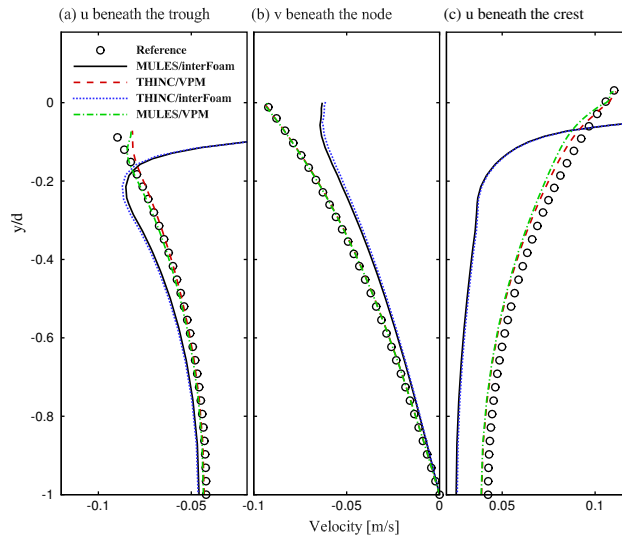 (a) u beneath the trough
(b) v beneath the node
(c) u beneath the crest
Reference
MULES/interFoam
THINC/VPM
THINC/interFoam
MULES/VPM
y/d
0
-0.2
-0.4
-0.6
-0.8
-1
-0.1
-0.05
-0.1
-0.05
0
0.05
0.1
Velocity [m/s]